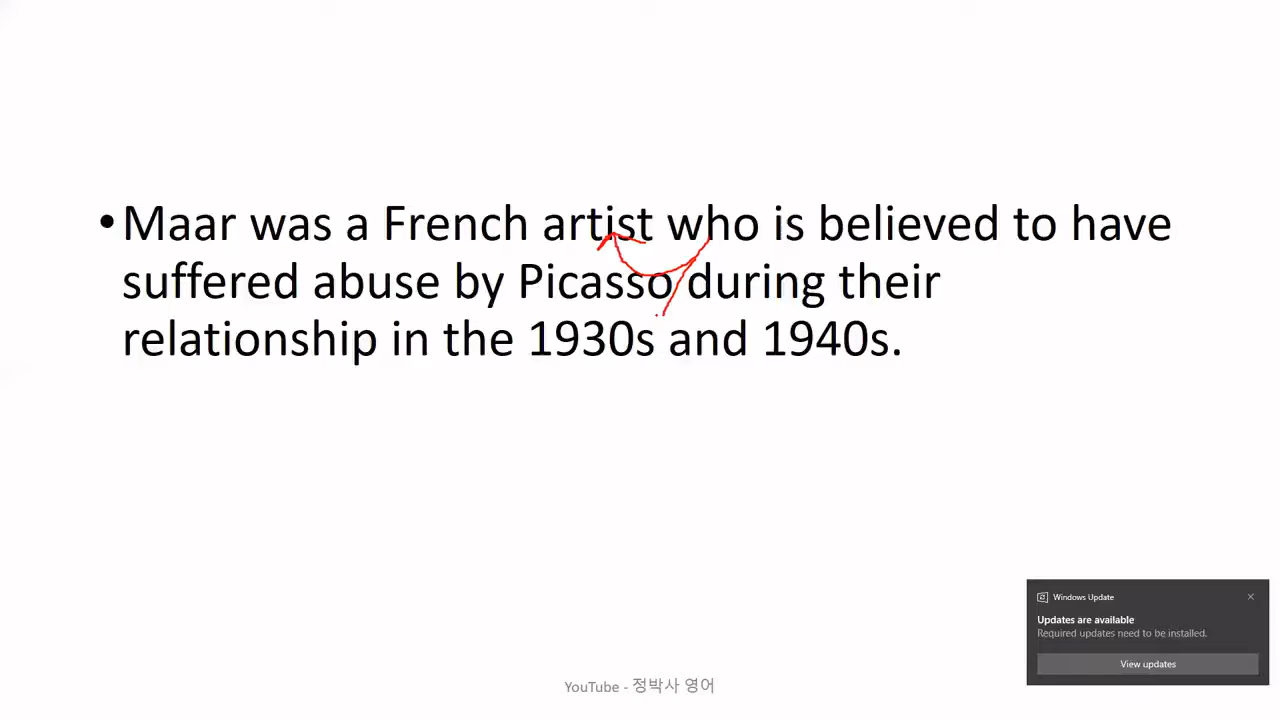 •Maar was a French artist who is believed to have
suffered abuse by Picasso during their
relationship in the 1930s and 1940s.
Windows Update
Updates are available
Required updates need to be installed.
View updates
YouTube - 정박사 영어